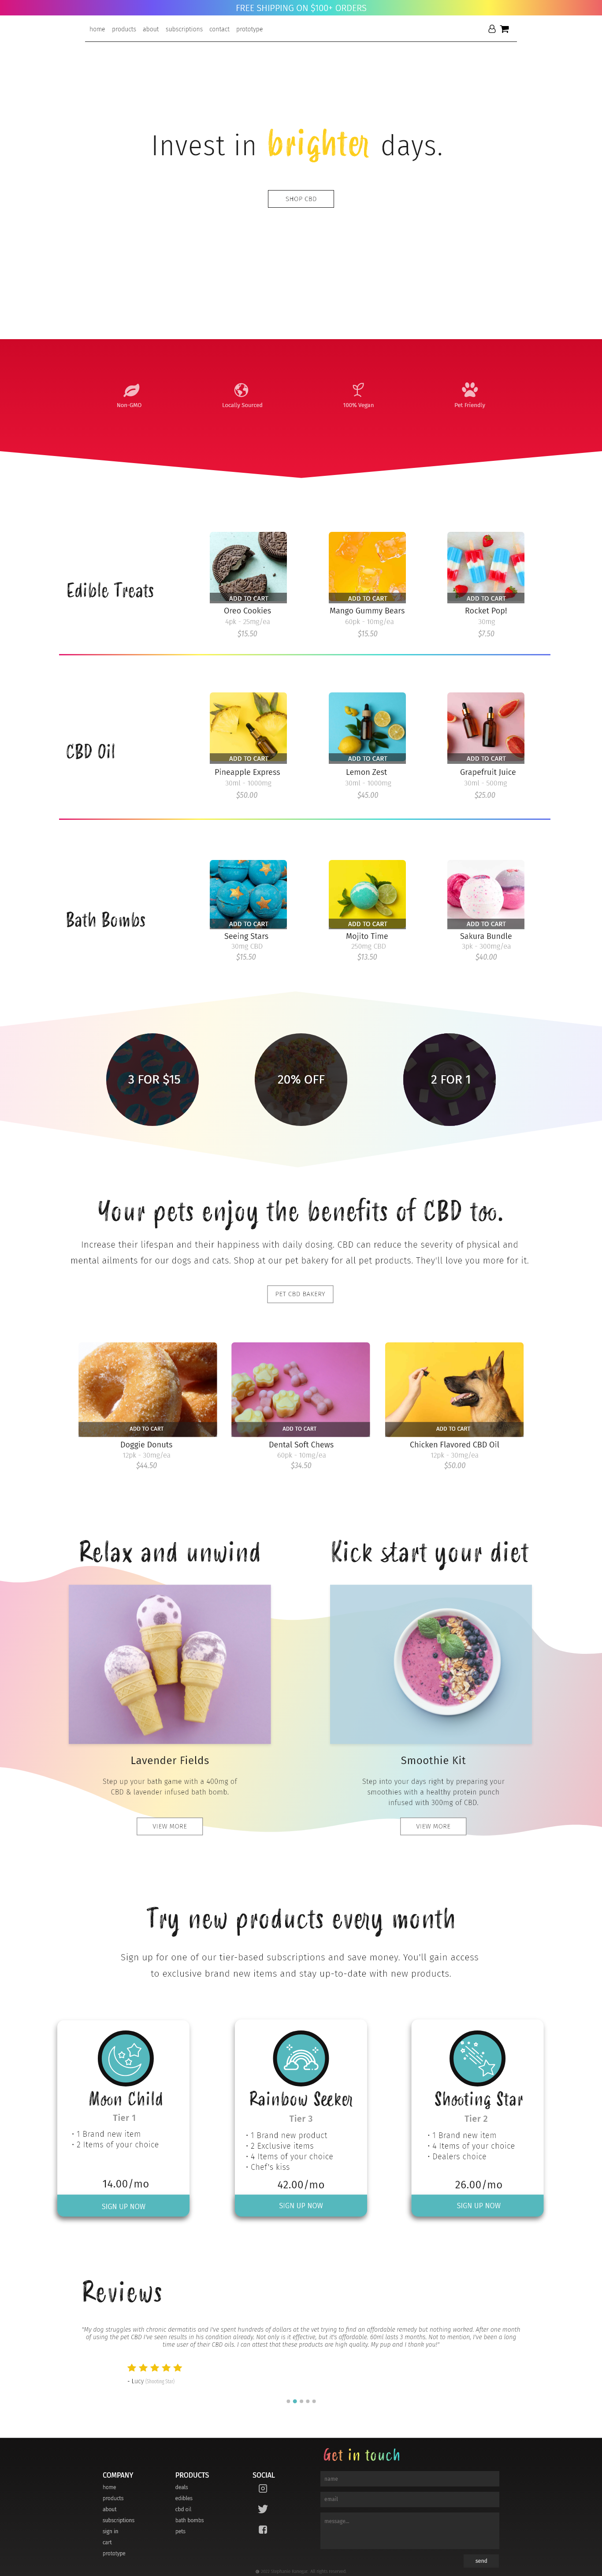 FREE SHIPPING ON $100+ ORDERS
home products about subscriptions contact prototype
Invest in brighter days.
SHOP CBD
Non-GMO
Locally Sourced
100% Vegan
Pet Friendly
Edible Treats
ADD TO CART
Oreo Cookies
4pk - 25mg/ea
$15.50
ADD TO CART
Mango Gummy Bears
60pk - 10mg/ea
$15.50
ADD TO CART
Rocket Pop!
30mg
$7.50
CBD Oil
ADD TO CART
Pineapple Express
30ml - 1000mg
$50.00
ADD TO CART
Lemon Zest
30ml - 1000mg
$45.00
ADD TO CART
Grapefruit Juice
30ml - 500mg
$25.00
Bath Bombs
ADD TO CART
Seeing Stars
30mg CBD
$15.50
ADD TO CART
Mojito Time
250mg CBD
$13.50
ADD TO CART
Sakura Bundle
3pk - 300mg/ea
$40.00
3 FOR $15
20% OFF
2 FOR 1
Your pets enjoy the benefits of CBD too.
Increase their lifespan and their happiness with daily dosing. CBD can reduce the severity of physical and
mental ailments for our dogs and cats. Shop at our pet bakery for all pet products. They'll love you more for it.
PET CBD BAKERY
ADD TO CART
Doggie Donuts
12pk - 30mg/ea
$44.50
ADD TO CART
Dental Soft Chews
60pk - 10mg/ea
$34.50
ADD TO CART
Chicken Flavored CBD Oil
12pk - 30mg/ea
$50.00
Relax and unwind
Lavender Fields
Step up your bath game with a 400mg of
CBD & lavender infused bath bomb.
VIEW MORE
Kick start your diet
Smoothie Kit
Step into your days right by preparing your
smoothies with a healthy protein punch
infused with 300mg of CBD.
VIEW MORE
Try new products every month
Sign up for one of our tier-based subscriptions and save money. You'll gain access
to exclusive brand new items and stay up-to-date with new products.
Moon Child
Tier 1
• 1 Brand new item
• 2 Items of your choice
14.00/mo
SIGN UP NOW
Rainbow Seeker
Tier 3
• 1 Brand new product
• 2 Exclusive items
• 4 Items of your choice
• Chef's kiss
42.00/mo
SIGN UP NOW
Shooting Star
Tier 2
• 1 Brand new item
• 4 Items of your choice
• Dealers choice
26.00/mo
SIGN UP NOW
Reviews
"My dog struggles with chronic dermatitis and I've spent hundreds of dollars at the vet trying to find an affordable remedy but nothing worked. After one month
of using the pet CBD I've seen results in his condition already. Not only is it effective, but it's affordable. 60ml lasts 3 months. Not to mention, I've been a long
time user of their CBD oils. I can attest that these products are high quality. My pup and I thank you!"
- Lucy (Shooting Star)
COMPANY
home
products
about
subscriptions
sign in
cart
prototype
PRODUCTS
deals
edibles
cbd oil
bath bombs
pets
SOCIAL
Get in touch
name
email
message...
send
All rights reserved